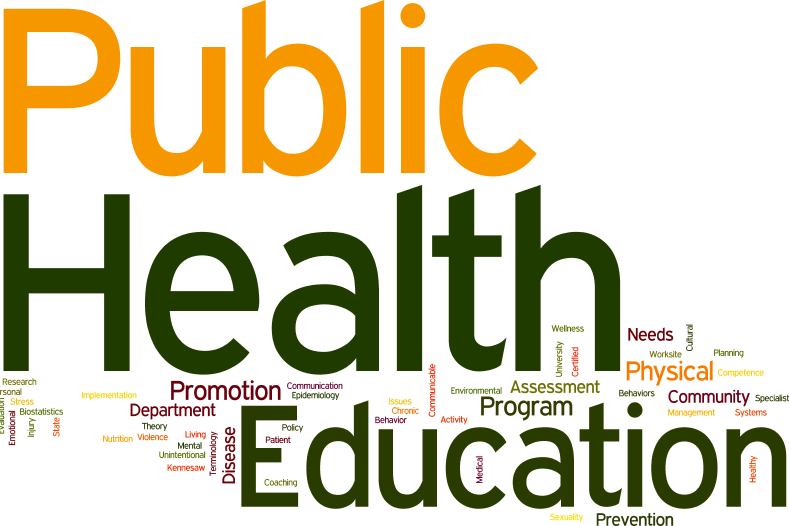 Public
Health
Education
Wellness
Needs
Cultural
University
Certified
Worksite
Planning
Physical
Competence
Research
Personal
Stress
Implementation
Promotion
Communication
Epidemiology
Communicable
Environmental
Assessment
Behaviors
Community
Specialist
Evaluation
Emotional
Biostatistics
Injury
State
Department
Issues
Chronic
Behavior
Activity
Program
Management
Systems
Theory
Nutrition
Violence
Living
Mental
Unintentional
Kennesaw
Terminology
Disease
Policy
Patient
Coaching
Medical
Healthy
Sexuality
Prevention